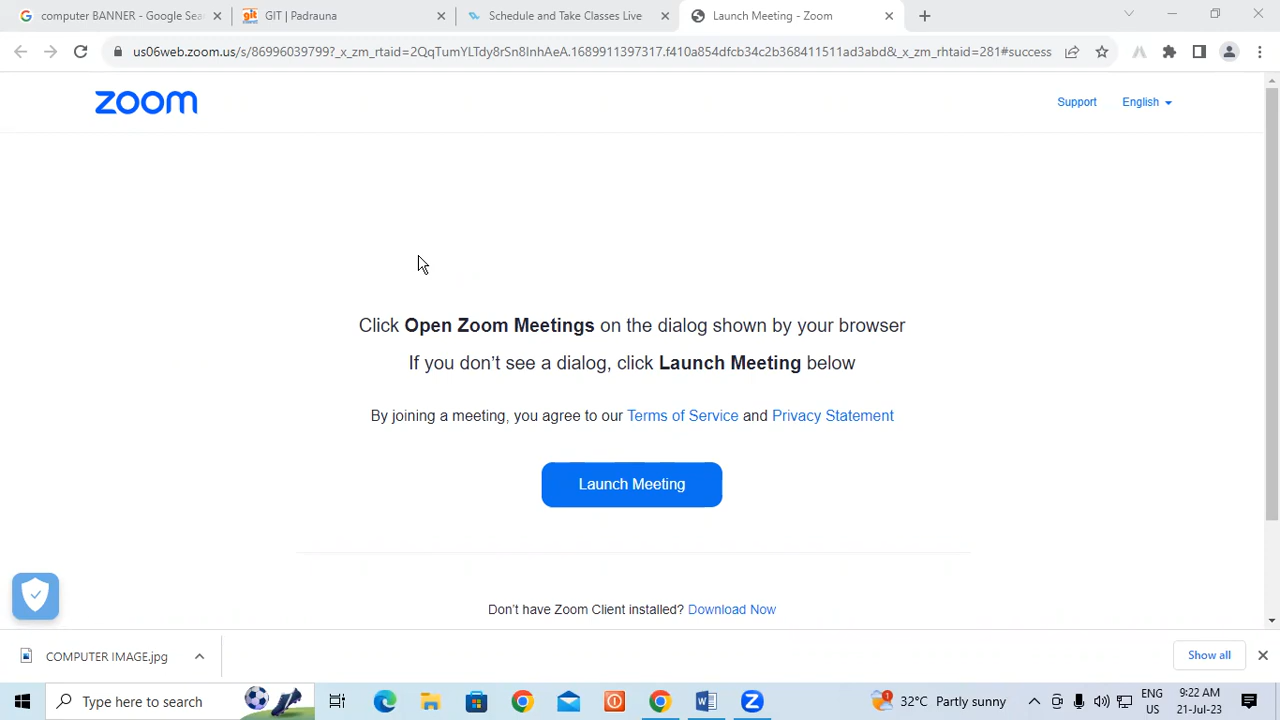 computer BANNER - Google Sea
GIT | Padrauna
Schedule and Take Classes Live
Launch Meeting - Zoom
us06web.zoom.us/s/86996039799?_x_zm_rtaid=2QqTumYLTdy8rSn8InhAeA.1689911397317.f410a854dfcb34c2b368411511ad3abd&_x_zm_rhtaid=281#success
zoom
Support
English
Click Open Zoom Meetings on the dialog shown by your browser
If you don’t see a dialog, click Launch Meeting below
By joining a meeting, you agree to our Terms of Service and Privacy Statement
Launch Meeting
Don’t have Zoom Client installed? Download Now
COMPUTER IMAGE.jpg
Show all
Type here to search
1
32°C Partly sunny
ENG
US
9:22 AM
21-Jul-23